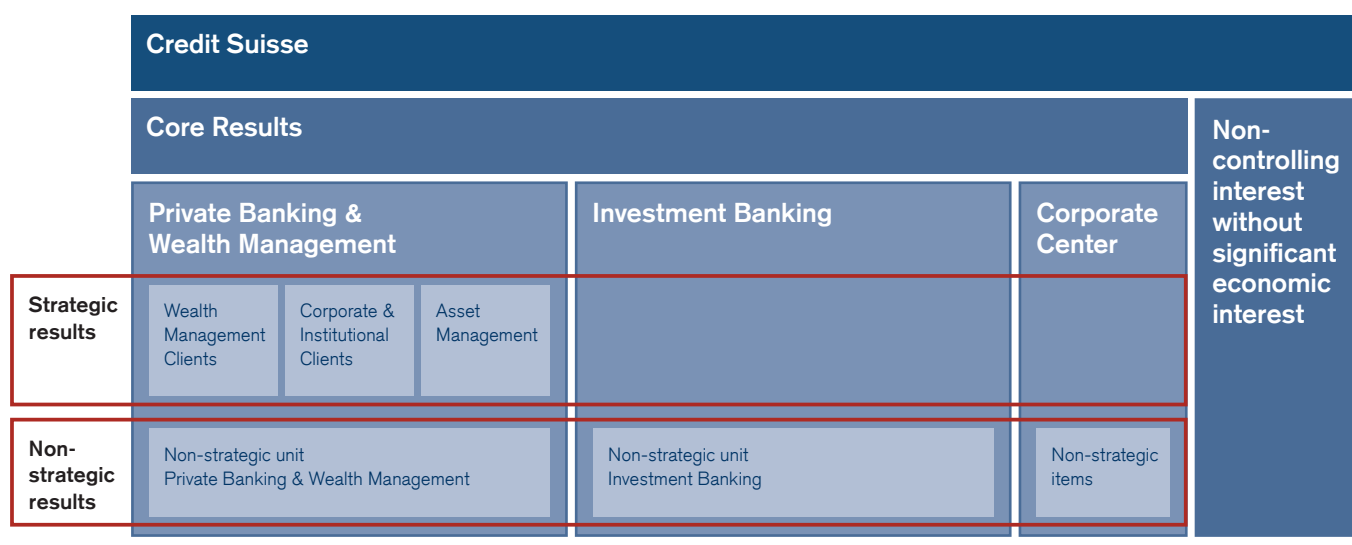 Credit Suisse
Core Results
Non-
controlling
interest
without
significant
economic
interest
Private Banking &
Wealth Management
Investment Banking
Corporate
Center
Strategic
results
Wealth
Management
Clients
Corporate &
Institutional
Clients
Asset
Management
Non-
strategic
results
Non-strategic unit
Private Banking & Wealth Management
Non-strategic unit
Investment Banking
Non-strategic
items